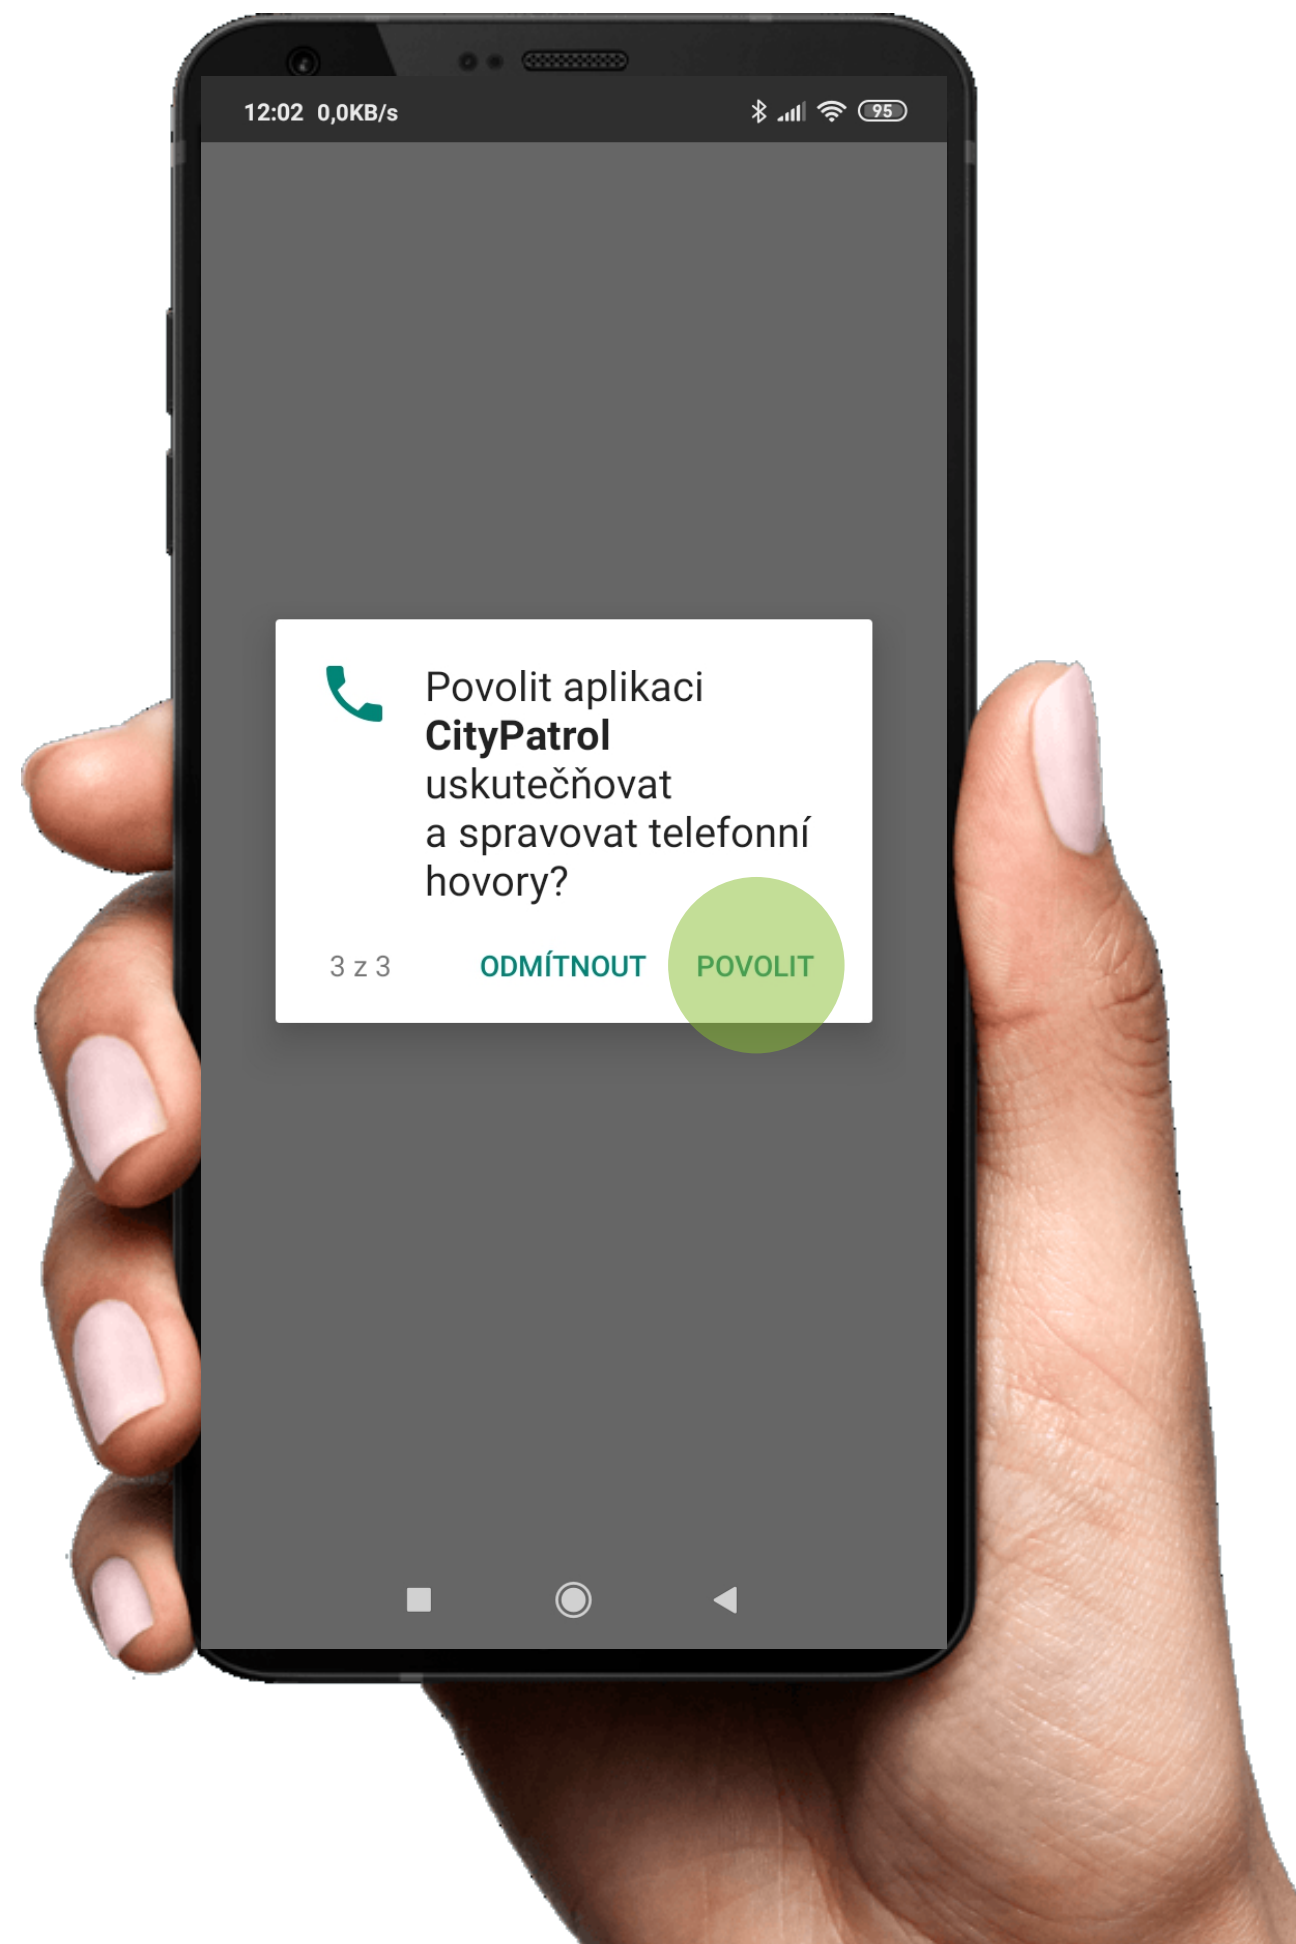 12:02 0,0KB/s 95
Povolit aplikaci
CityPatrol
uskutečňovat
a spravovat telefonní
hovory?
3 z 3 ODMÍTNOUT POVOLIT